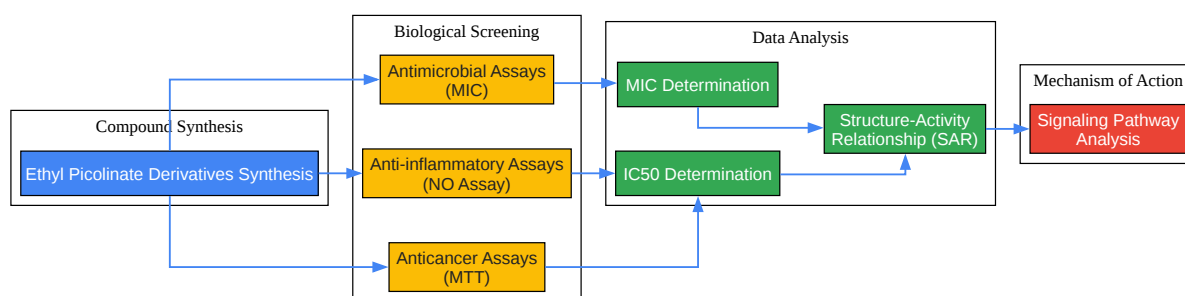 Compound Synthesis
Ethyl Picolinate Derivatives Synthesis
Biological Screening
Antimicrobial Assays
(MIC)
Anti-inflammatory Assays
(NO Assay)
Anticancer Assays
(MTT)
Data Analysis
MIC Determination
IC50 Determination
Structure-Activity
Relationship (SAR)
Mechanism of Action
Signaling Pathway
Analysis